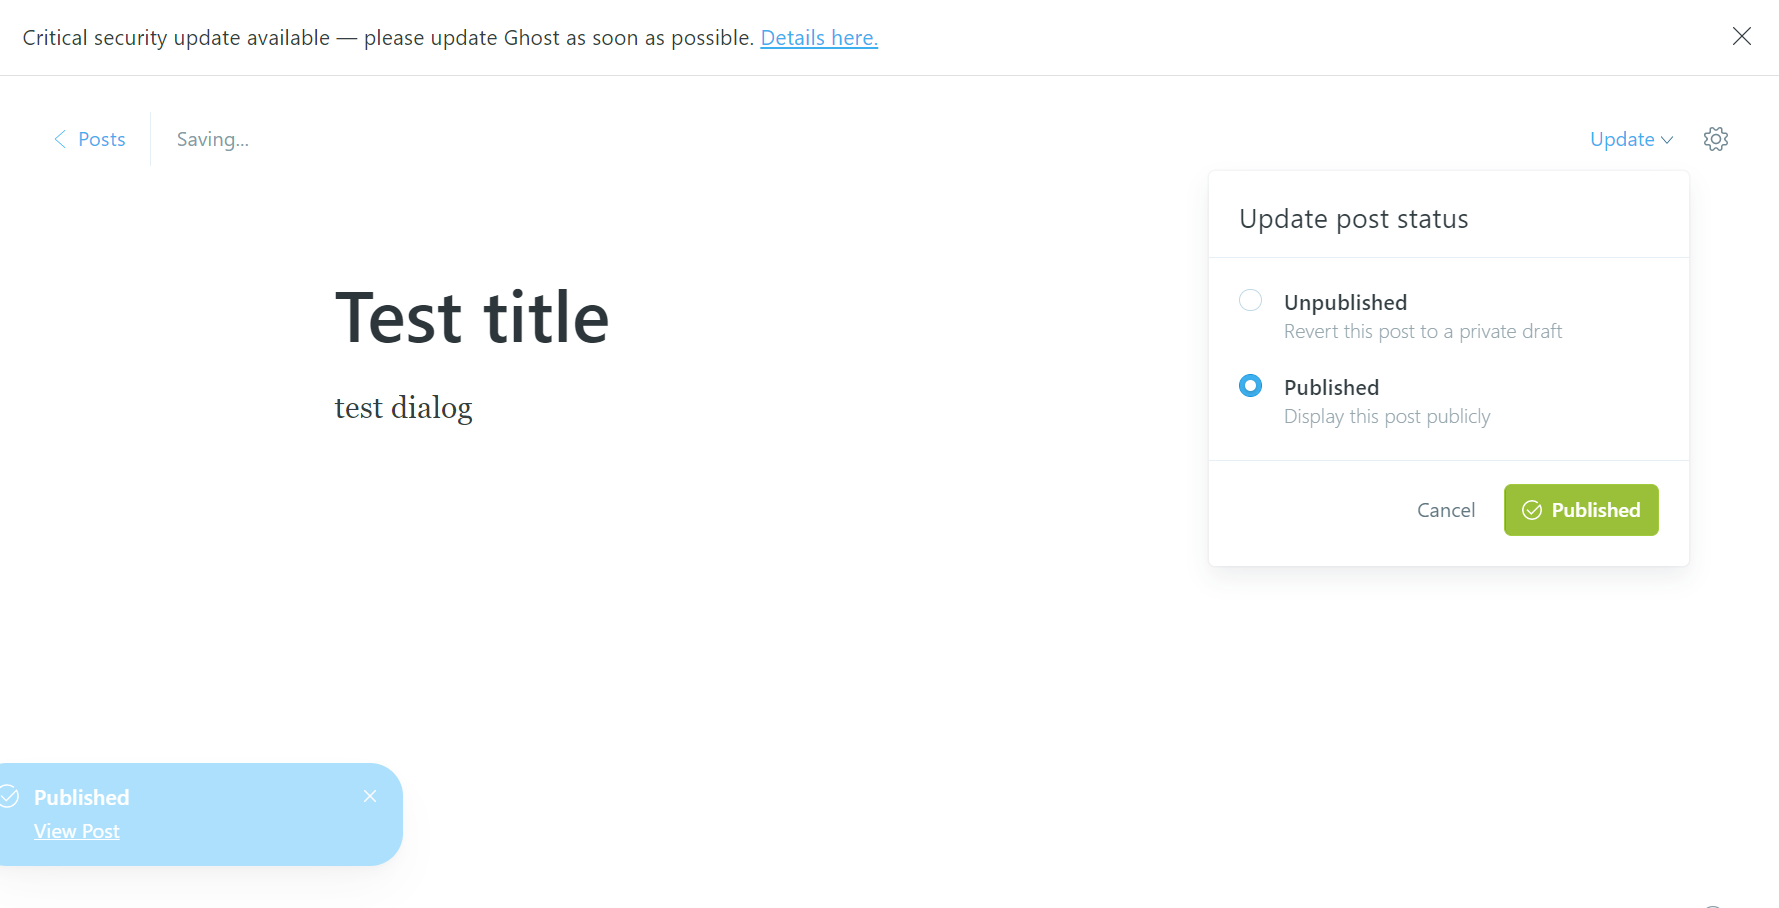 Critical security update available — please update Ghost as soon as possible. Details here.
Posts
Saving...
Update
Update post status
Unpublished
Revert this post to a private draft
Published
Display this post publicly
Cancel
Published
Test title
test dialog
Published
View Post